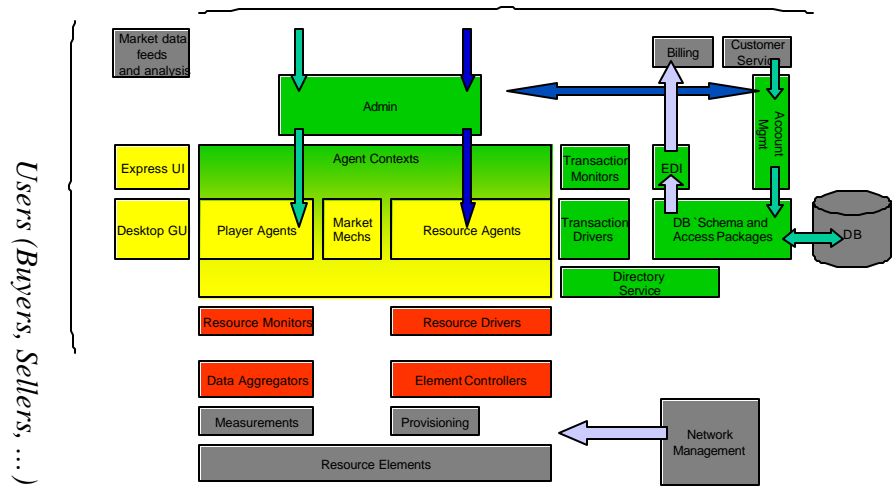 Market data
feeds
and analysis
Billing
Customer
Service
Admin
Account
Mgmt
Express UI
Agent Contexts
Transaction
Monitors
EDI
Desktop GU
Player Agents
Market
Mechs
Resource Agents
Transaction
Drivers
DB `Schema and
Access Packages
DB
Directory
Service
Resource Monitors
Resource Drivers
Data Aggregators
Element Controllers
Measurements
Provisioning
Network
Management
Resource Elements
Users (Buyers, Sellers, ....)